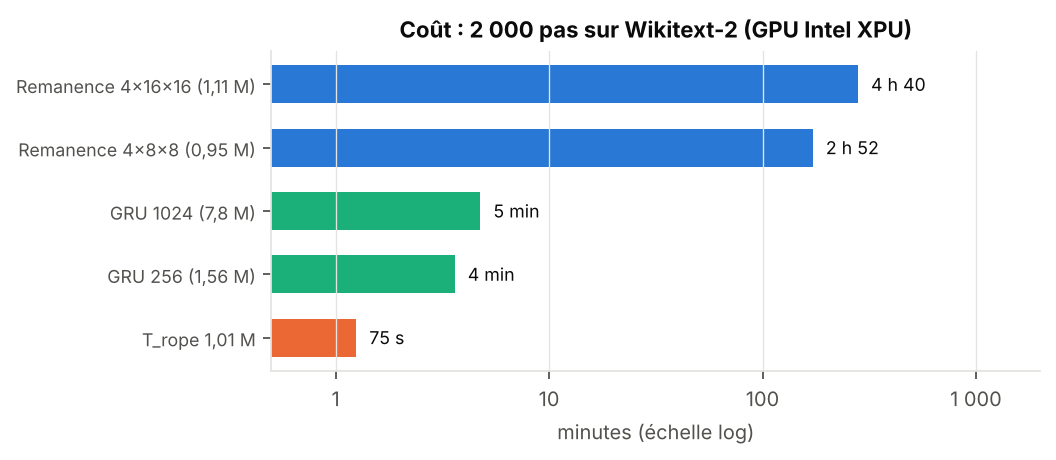 Coût : 2 000 pas sur Wikitext-2 (GPU Intel XPU)
Remanence 4×16×16 (1,11 M) 4 h 40
Remanence 4×8×8 (0,95 M) 2 h 52
GRU 1024 (7,8 M) 5 min
GRU 256 (1,56 M) 4 min
T_rope 1,01 M 75 s
1 10 100 1 000
minutes (échelle log)